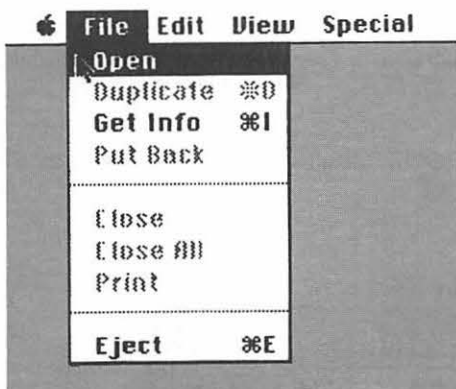 File Edit View Special
Open
Duplicate ⌘D
Get Info ⌘I
Put Back
Close
Close All
Print
Eject ⌘E